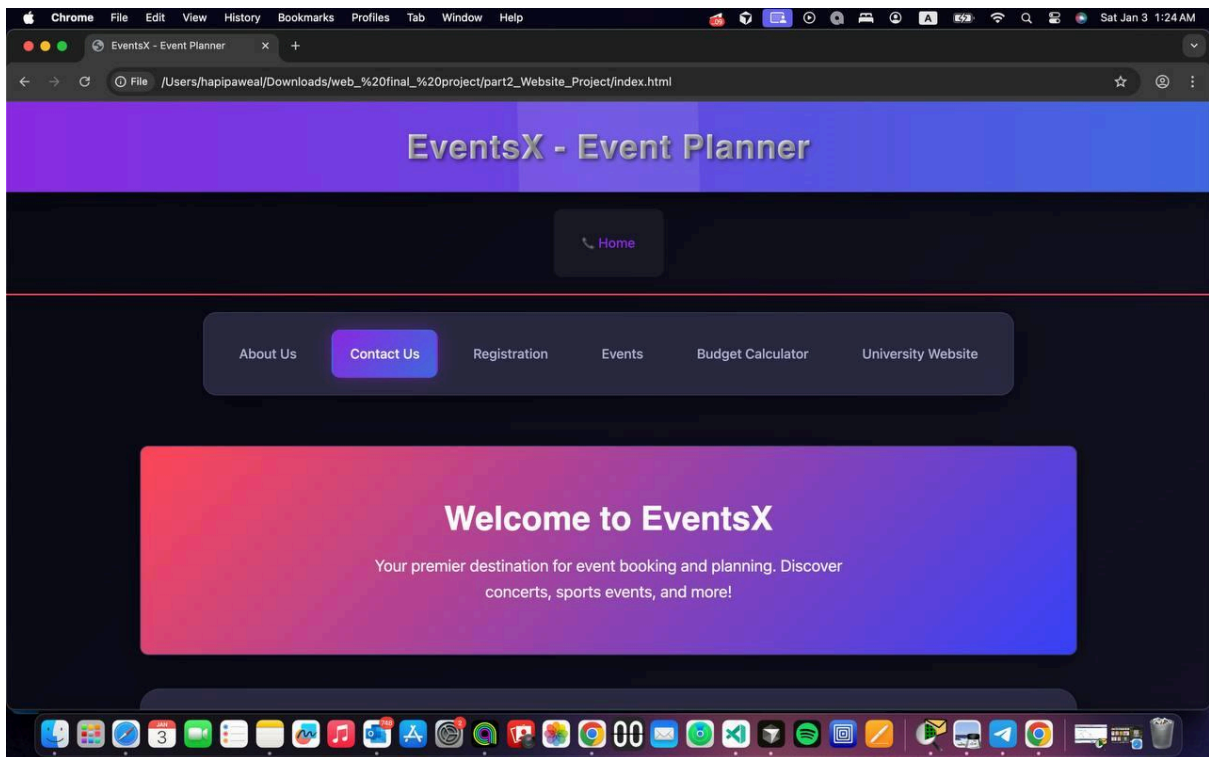 Chrome File Edit View History Bookmarks Profiles Tab Window Help A Sat Jan 3 1:24 AM
EventsX - Event Planner
File /Users/hapipaweal/Downloads/web_%20final_%20project/part2_Website_Project/index.html
EventsX - Event Planner
Home
About Us Contact Us Registration Events Budget Calculator University Website
Welcome to EventsX
Your premier destination for event booking and planning. Discover
concerts, sports events, and more!
JAN
3